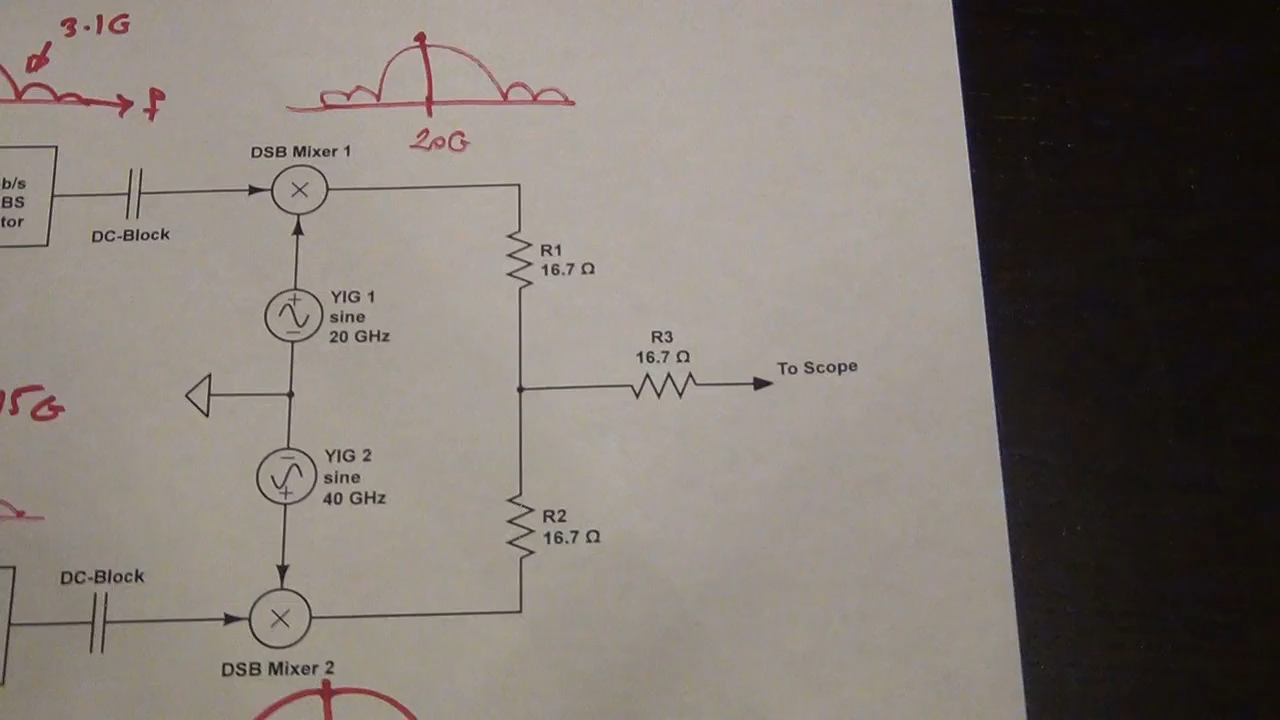 3.1G
f
20G
DSB Mixer 1
b/s
BS
tor
DC-Block
R1
16.7 Ω
YIG 1
sine
20 GHz
R3
16.7 Ω
To Scope
5G
YIG 2
sine
40 GHz
R2
16.7 Ω
DC-Block
DSB Mixer 2